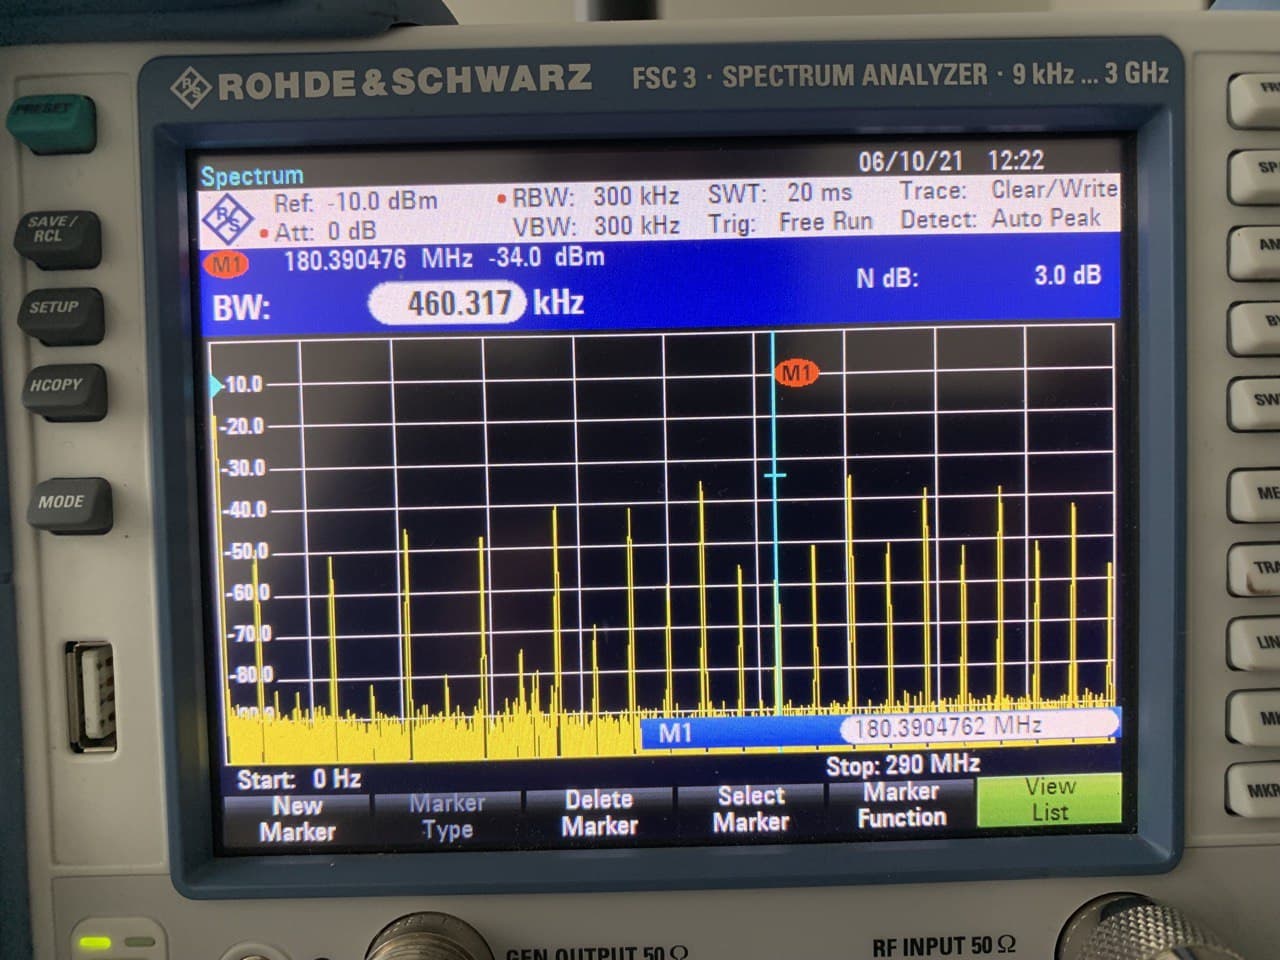 ROHDE & SCHWARZ FSC 3 · SPECTRUM ANALYZER · 9 kHz ... 3 GHz
PRESET
SAVE /
RCL
SETUP
HCOPY
MODE
Spectrum 06/10/21 12:22
Ref: -10.0 dBm RBW: 300 kHz SWT: 20 ms Trace: Clear/Write
Att: 0 dB VBW: 300 kHz Trig: Free Run Detect: Auto Peak
M1 180.390476 MHz -34.0 dBm
BW: 460.317 kHz N dB: 3.0 dB
M1
-10.0
-20.0
-30.0
-40.0
-50.0
-60.0
-70.0
-80.0
M1 180.3904762 MHz
Start: 0 Hz Stop: 290 MHz
New
Marker
Marker
Type
Delete
Marker
Select
Marker
Marker
Function
View
List
GEN OUTPUT 50 Ω
RF INPUT 50 Ω